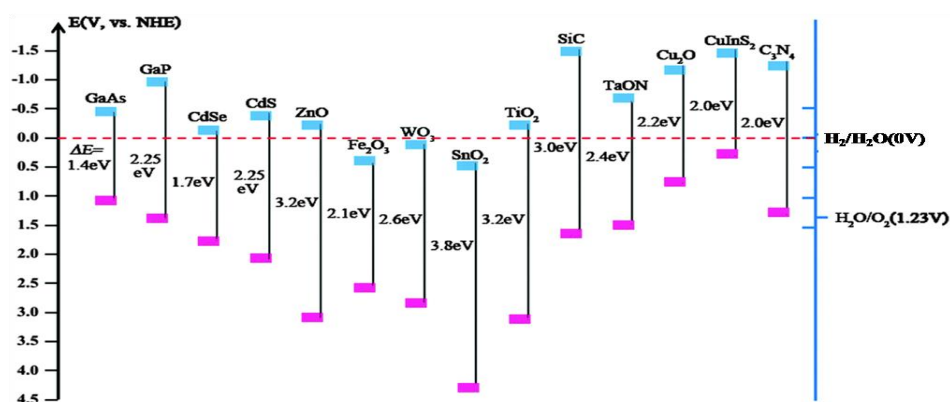 E(V, vs. NHE)
-1.5
-1.0
-0.5
0.0
0.5
1.0
1.5
2.0
2.5
3.0
3.5
4.0
4.5
GaAs
ΔE=
1.4eV
GaP
2.25
eV
CdSe
1.7eV
CdS
2.25
eV
ZnO
3.2eV
Fe₂O₃
2.1eV
WO₃
2.6eV
SnO₂
3.8eV
TiO₂
3.2eV
SiC
3.0eV
TaON
2.4eV
Cu₂O
2.2eV
CuInS₂
2.0eV
C₃N₄
2.0eV
H₂/H₂O(0V)
H₂O/O₂(1.23V)